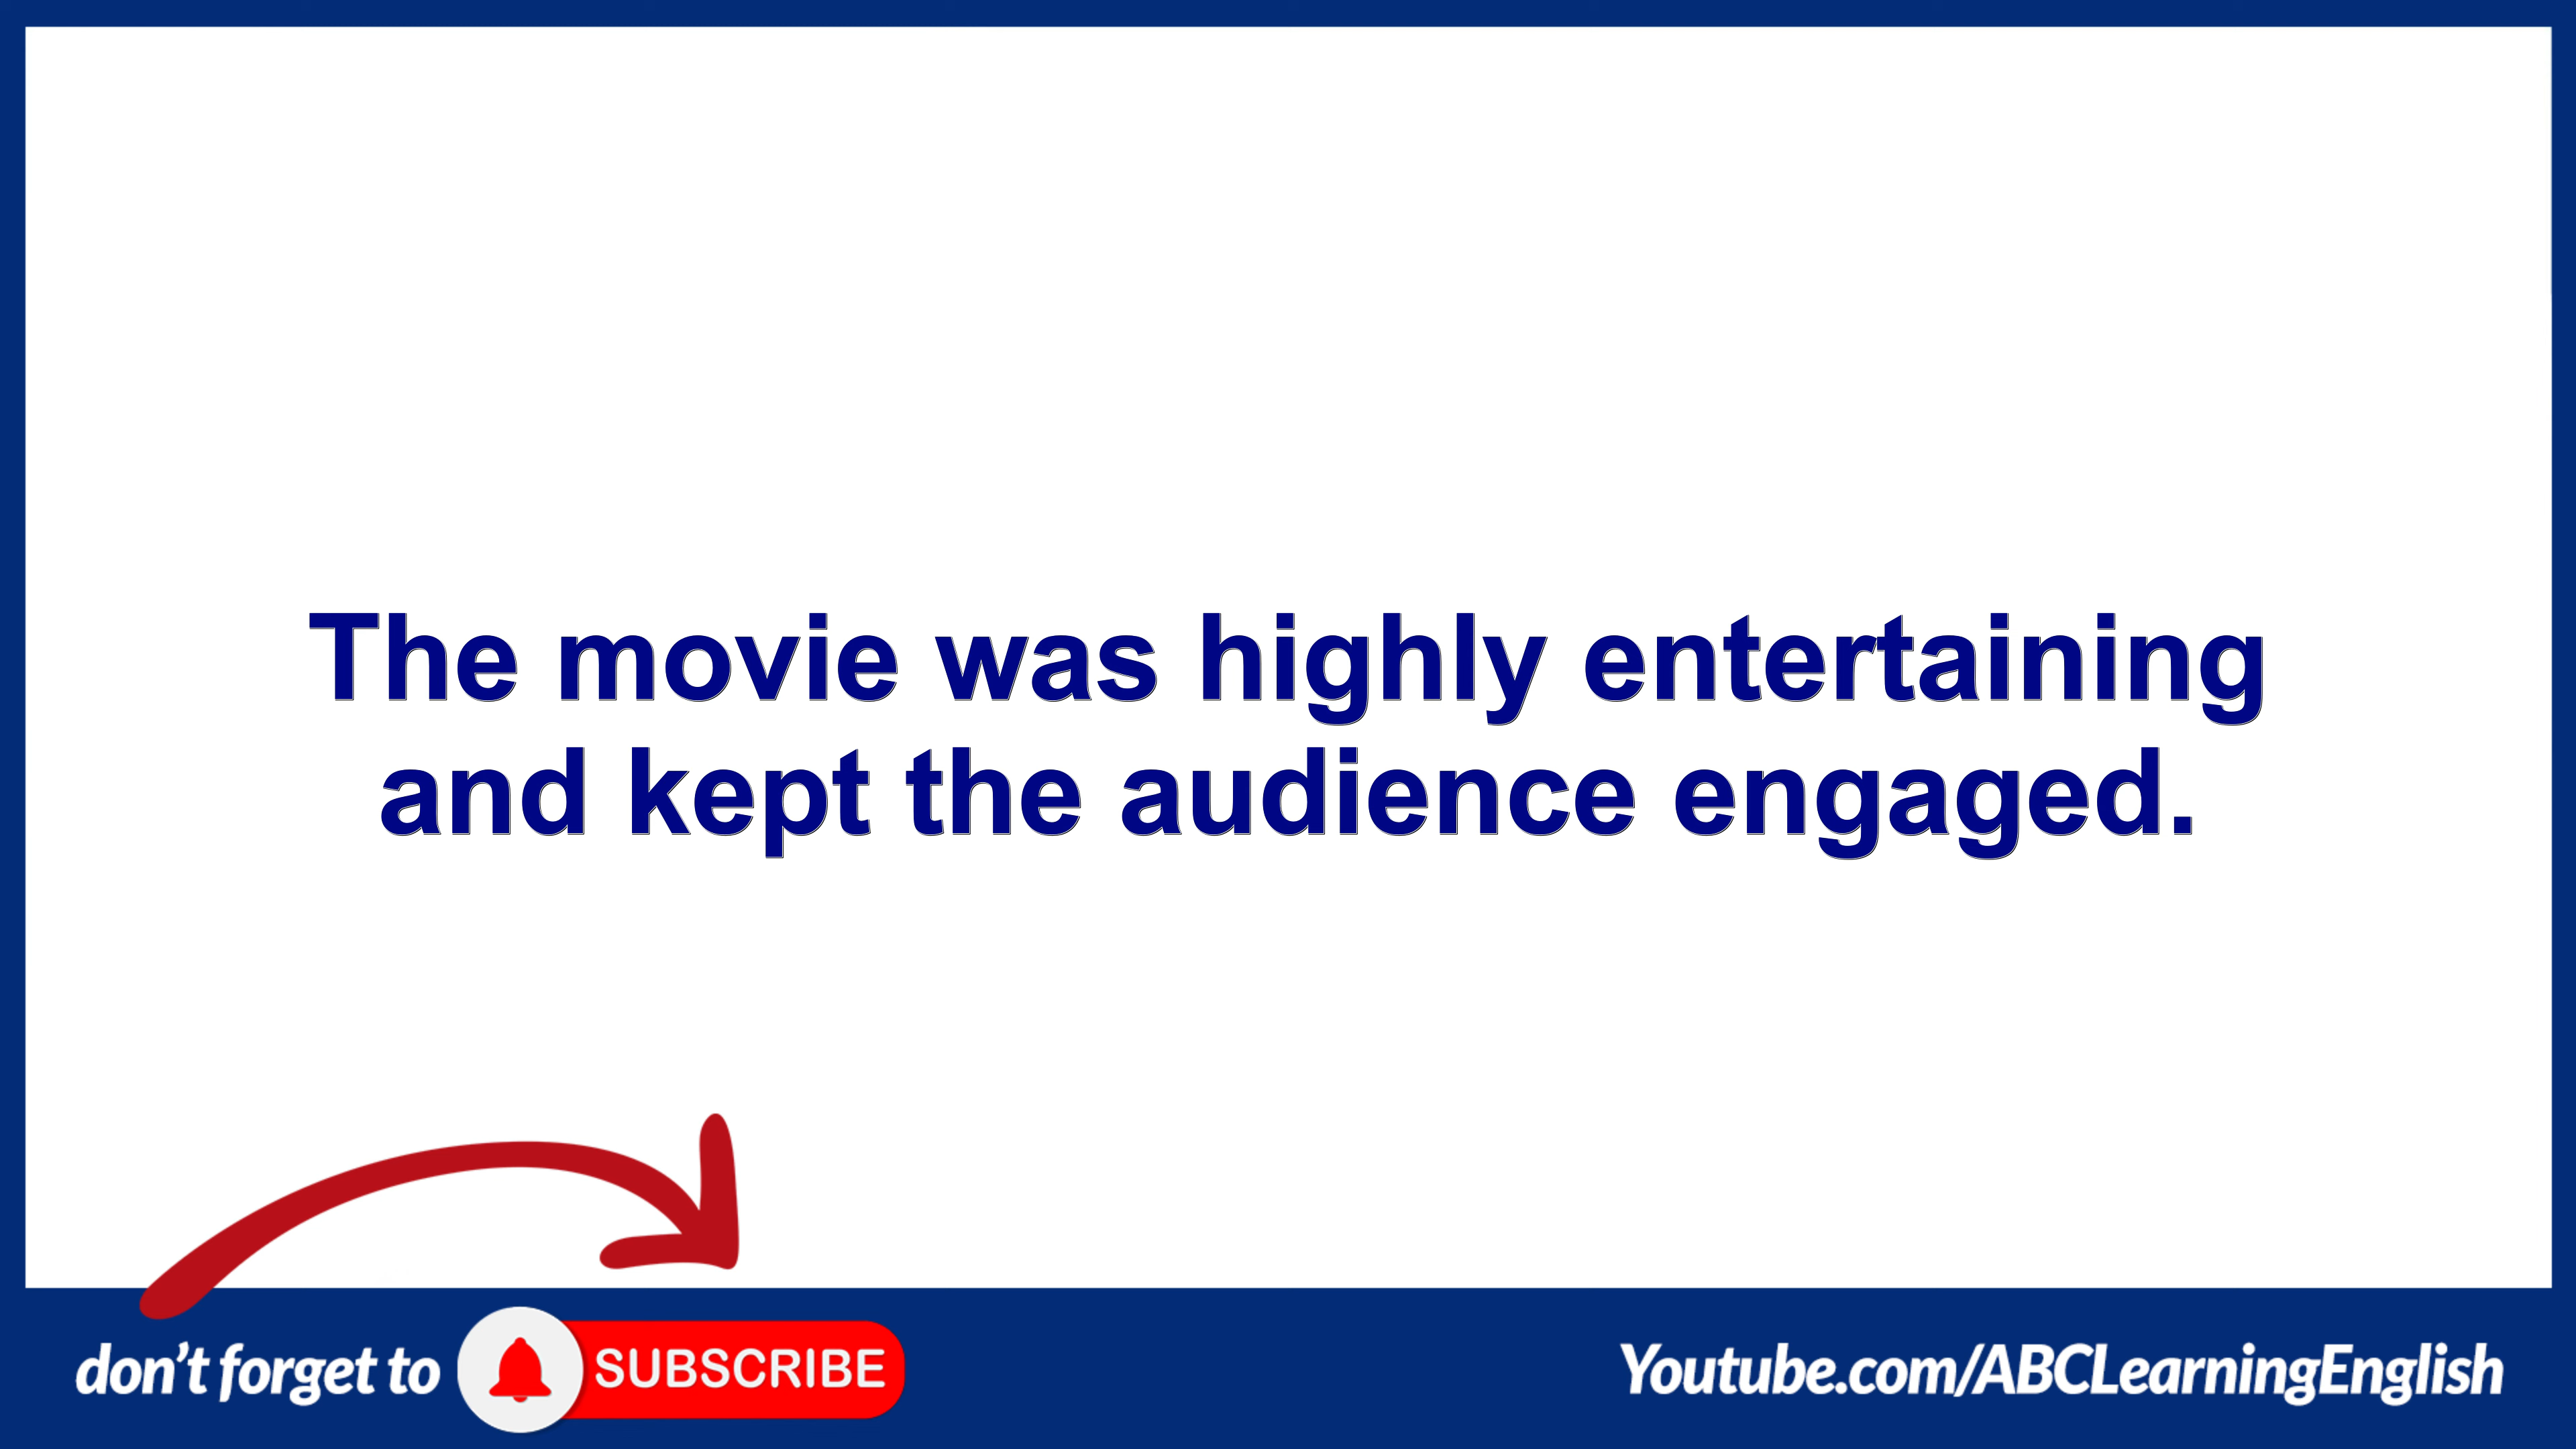 The movie was highly entertaining
and kept the audience engaged.
don't forget to SUBSCRIBE
Youtube.com/ABCLearningEnglish